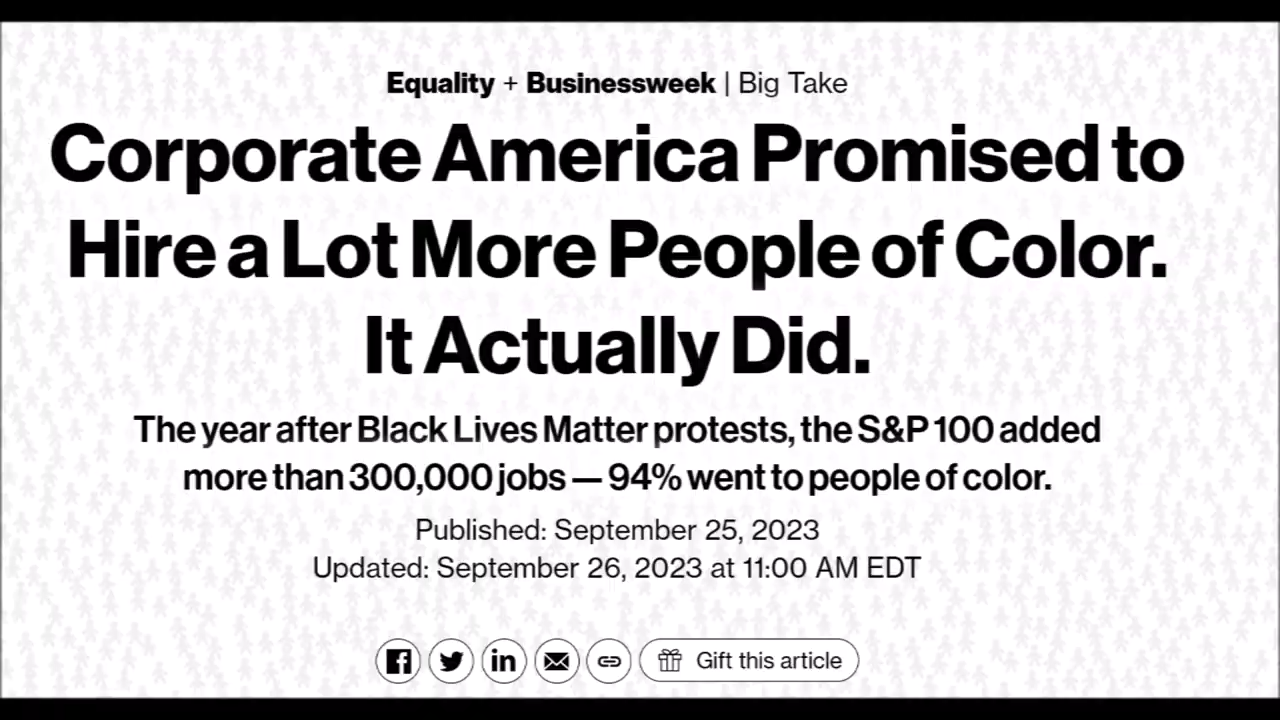 Equality + Businessweek | Big Take
Corporate America Promised to
Hire a Lot More People of Color.
It Actually Did.
The year after Black Lives Matter protests, the S&P 100 added
more than 300,000 jobs — 94% went to people of color.
Published: September 25, 2023
Updated: September 26, 2023 at 11:00 AM EDT
Gift this article